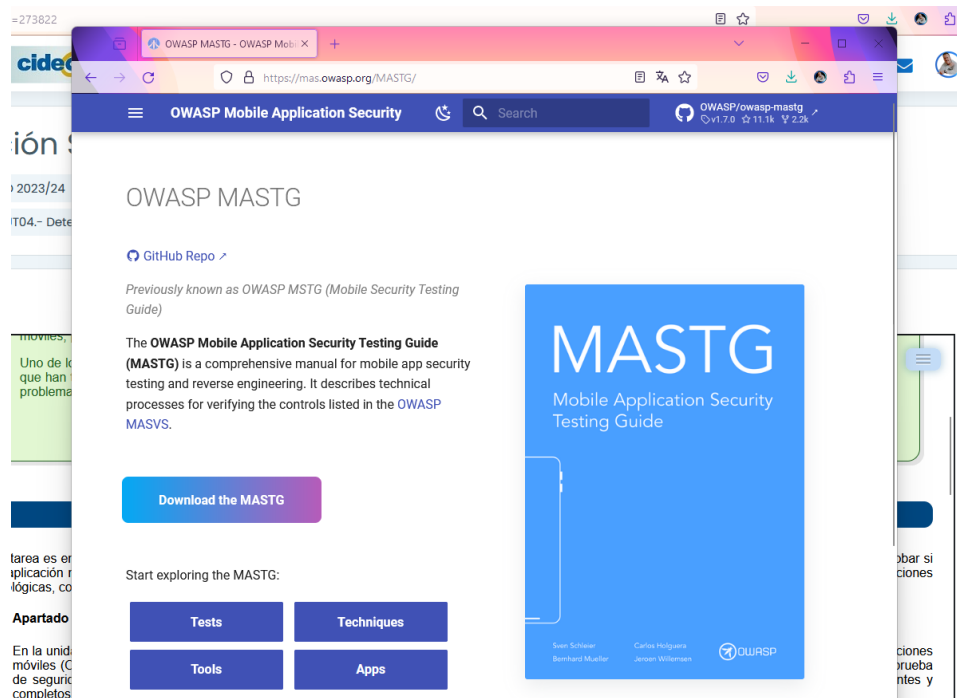 =273822
OWASP MASTG - OWASP Mobi
cide
https://mas.owasp.org/MASTG/
OWASP Mobile Application Security
Search
OWASP/owasp-mastg
v1.7.0 11.1k 2.2k
ión
2023/24
UT04.- Dete
OWASP MASTG
GitHub Repo
Previously known as OWASP MSTG (Mobile Security Testing
Guide)
The OWASP Mobile Application Security Testing Guide
(MASTG) is a comprehensive manual for mobile app security
testing and reverse engineering. It describes technical
processes for verifying the controls listed in the OWASP
MASVS.
Download the MASTG
Start exploring the MASTG:
Tests
Techniques
Tools
Apps
MASTG
Mobile Application Security
Testing Guide
Sven Schleier
Carlos Holguera
Bernhard Mueller
Jeroen Willemsen
OWASP
móviles,
Uno de lo
que han
problema
tarea es en
aplicación
lógicas, co
obar si
ciones
Apartado
En la unida
móviles (O
de segurid
completos
ciones
prueba
ntes y